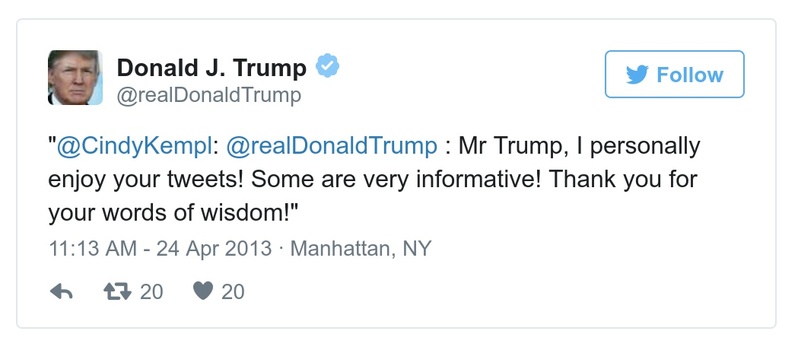 Donald J. Trump
@realDonaldTrump
Follow
"@CindyKempl: @realDonaldTrump : Mr Trump, I personally
enjoy your tweets! Some are very informative! Thank you for
your words of wisdom!"
11:13 AM - 24 Apr 2013 · Manhattan, NY
20 20